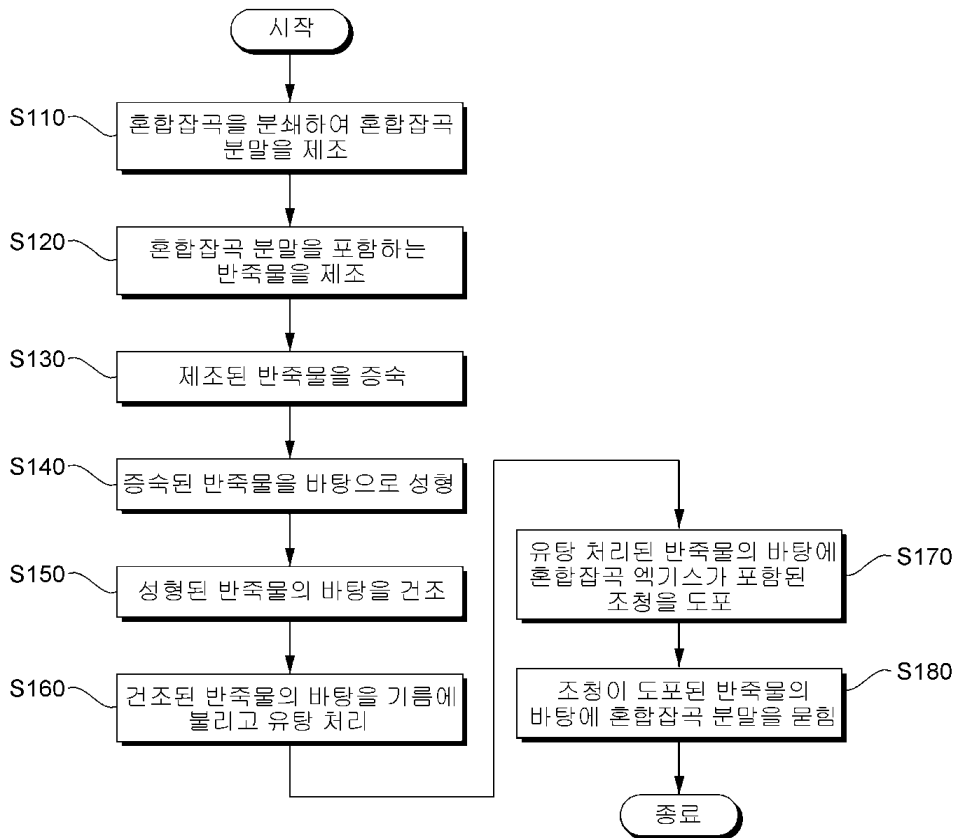 시작
S110
혼합잡곡을 분쇄하여 혼합잡곡
분말을 제조
S120
혼합잡곡 분말을 포함하는
반죽물을 제조
S130
제조된 반죽물을 증숙
S140
증숙된 반죽물을 바탕으로 성형
S150
성형된 반죽물의 바탕을 건조
S160
건조된 반죽물의 바탕을 기름에
불리고 유탕 처리
유탕 처리된 반죽물의 바탕에
혼합잡곡 엑기스가 포함된
조청을 도포
S170
조청이 도포된 반죽물의
바탕에 혼합잡곡 분말을 묻힘
S180
종료